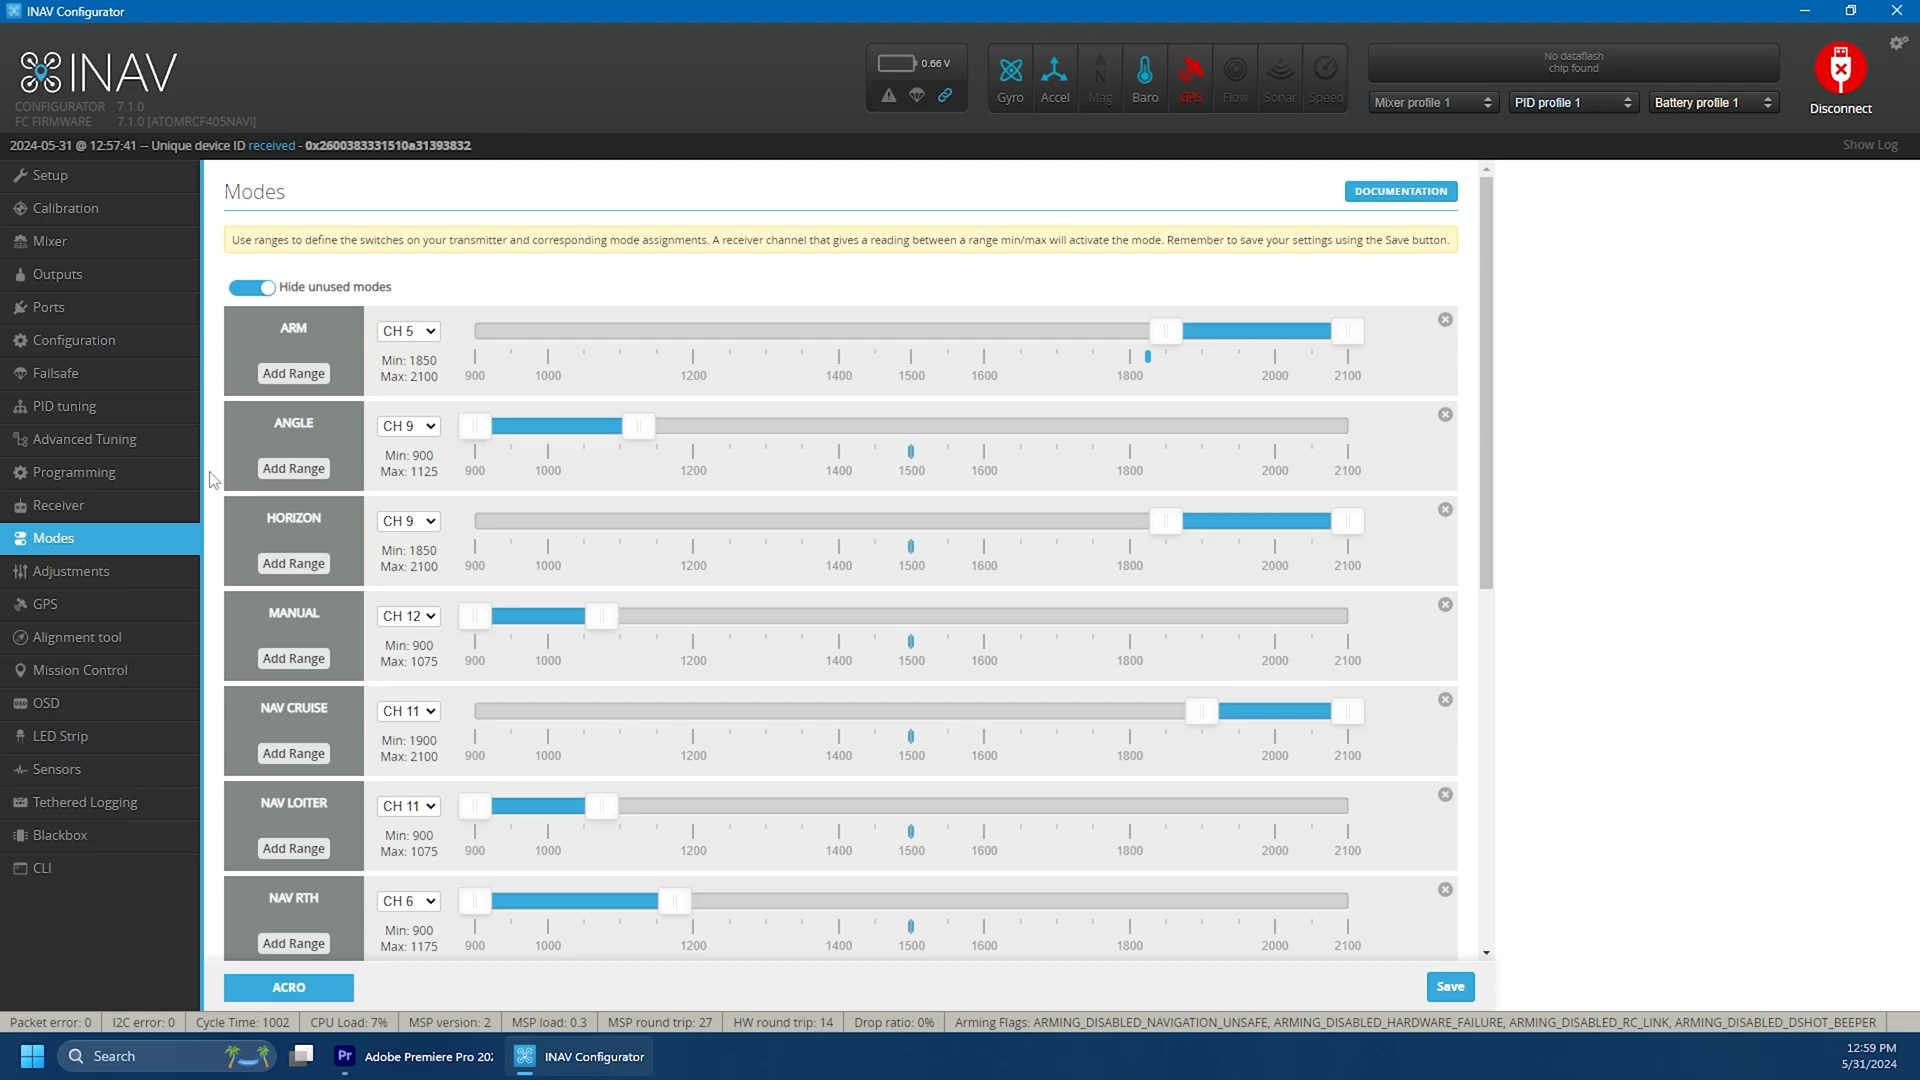 INAV Configurator
INAV
CONFIGURATOR 7.1.0
FC FIRMWARE 7.1.0 [ATOMRCF405NAVI]
0.66 V
Gyro Accel Mag Baro GPS Flow Sonar Speed
No dataflash
chip found
Mixer profile 1 PID profile 1 Battery profile 1
Disconnect
2024-05-31 @ 12:57:41 -- Unique device ID received - 0x2600383331510a31393832
Show Log
Setup
Calibration
Mixer
Outputs
Ports
Configuration
Failsafe
PID tuning
Advanced Tuning
Programming
Receiver
Modes
Adjustments
GPS
Alignment tool
Mission Control
OSD
LED Strip
Sensors
Tethered Logging
Blackbox
CLI
Modes
DOCUMENTATION
Use ranges to define the switches on your transmitter and corresponding mode assignments. A receiver channel that gives a reading between a range min/max will activate the mode. Remember to save your settings using the Save button.
Hide unused modes
ARM
CH 5
Min: 1850
Max: 2100
Add Range
900 1000 1200 1400 1500 1600 1800 2000 2100
ANGLE
CH 9
Min: 900
Max: 1125
Add Range
900 1000 1200 1400 1500 1600 1800 2000 2100
HORIZON
CH 9
Min: 1850
Max: 2100
Add Range
900 1000 1200 1400 1500 1600 1800 2000 2100
MANUAL
CH 12
Min: 900
Max: 1075
Add Range
900 1000 1200 1400 1500 1600 1800 2000 2100
NAV CRUISE
CH 11
Min: 1900
Max: 2100
Add Range
900 1000 1200 1400 1500 1600 1800 2000 2100
NAV LOITER
CH 11
Min: 900
Max: 1075
Add Range
900 1000 1200 1400 1500 1600 1800 2000 2100
NAV RTH
CH 6
Min: 900
Max: 1175
Add Range
900 1000 1200 1400 1500 1600 1800 2000 2100
ACRO
Save
Packet error: 0 I2C error: 0 Cycle Time: 1002 CPU Load: 7% MSP version: 2 MSP load: 0.3 MSP round trip: 27 HW round trip: 14 Drop ratio: 0% Arming Flags: ARMING_DISABLED_NAVIGATION_UNSAFE, ARMING_DISABLED_HARDWARE_FAILURE, ARMING_DISABLED_RC_LINK, ARMING_DISABLED_DSHOT_BEEPER
Search
Pr Adobe Premiere Pro 202
INAV Configurator
12:59 PM
5/31/2024